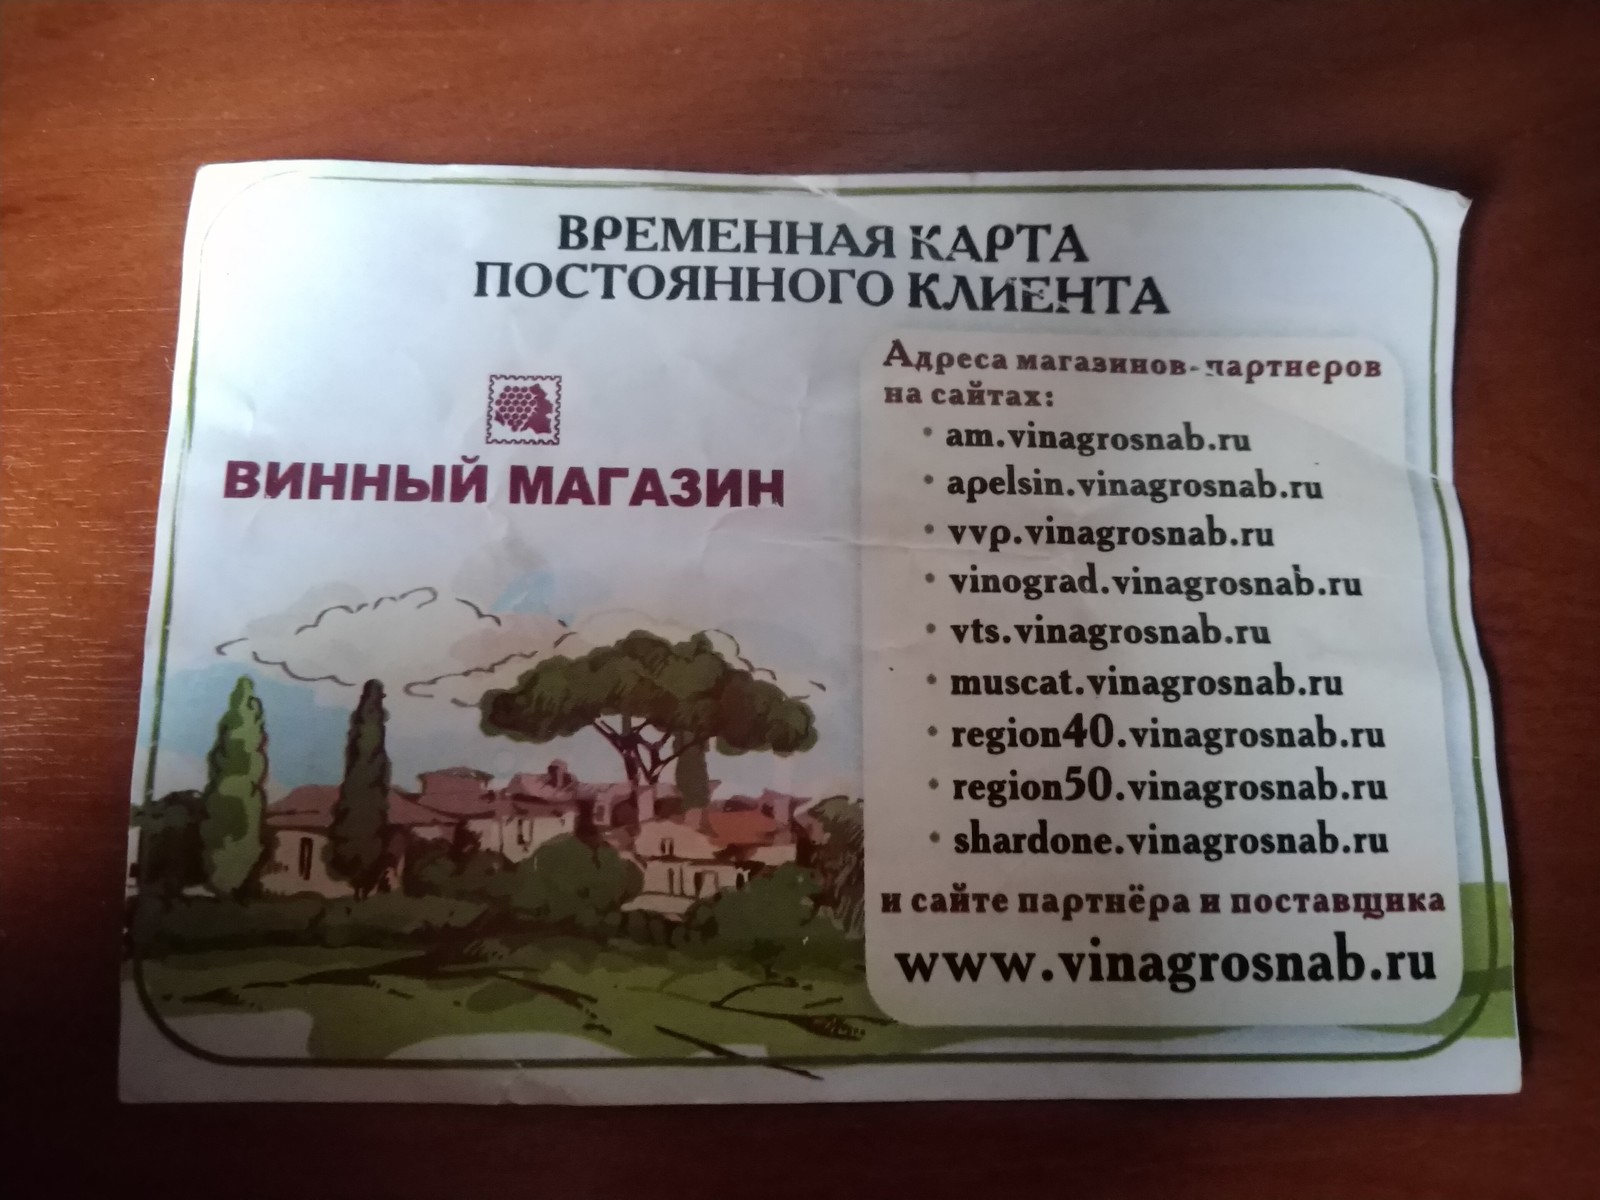 ВРЕМЕННАЯ КАРТА
ПОСТОЯННОГО КЛИЕНТА
ВИННЫЙ МАГАЗИН
Адреса магазинов-партнеров
на сайтах:
• am.vinagrosnab.ru
• apelsin.vinagrosnab.ru
• vvp.vinagrosnab.ru
• vinograd.vinagrosnab.ru
• vts.vinagrosnab.ru
• muscat.vinagrosnab.ru
• region40.vinagrosnab.ru
• region50.vinagrosnab.ru
• shardone.vinagrosnab.ru
и сайте партнёра и поставщика
www.vinagrosnab.ru